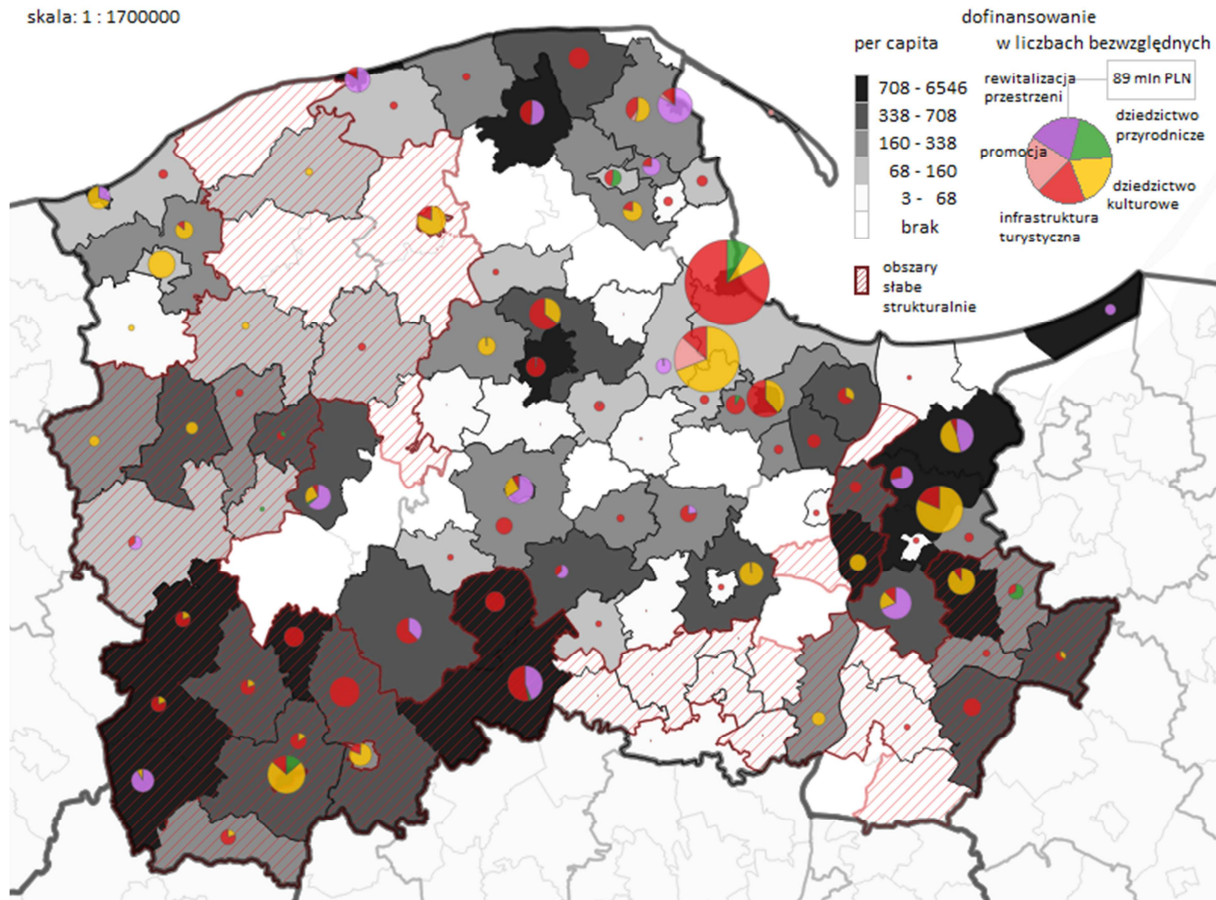 skala: 1 : 1700000
dofinansowanie
per capita
w liczbach bezwzględnych
708 - 6546
338 - 708
160 - 338
68 - 160
3 - 68
brak
rewitalizacja
przestrzeni
89 mln PLN
dziedzictwo
przyrodnicze
promocja
dziedzictwo
kulturowe
infrastruktura
turystyczna
obszary
słabe
strukturalnie